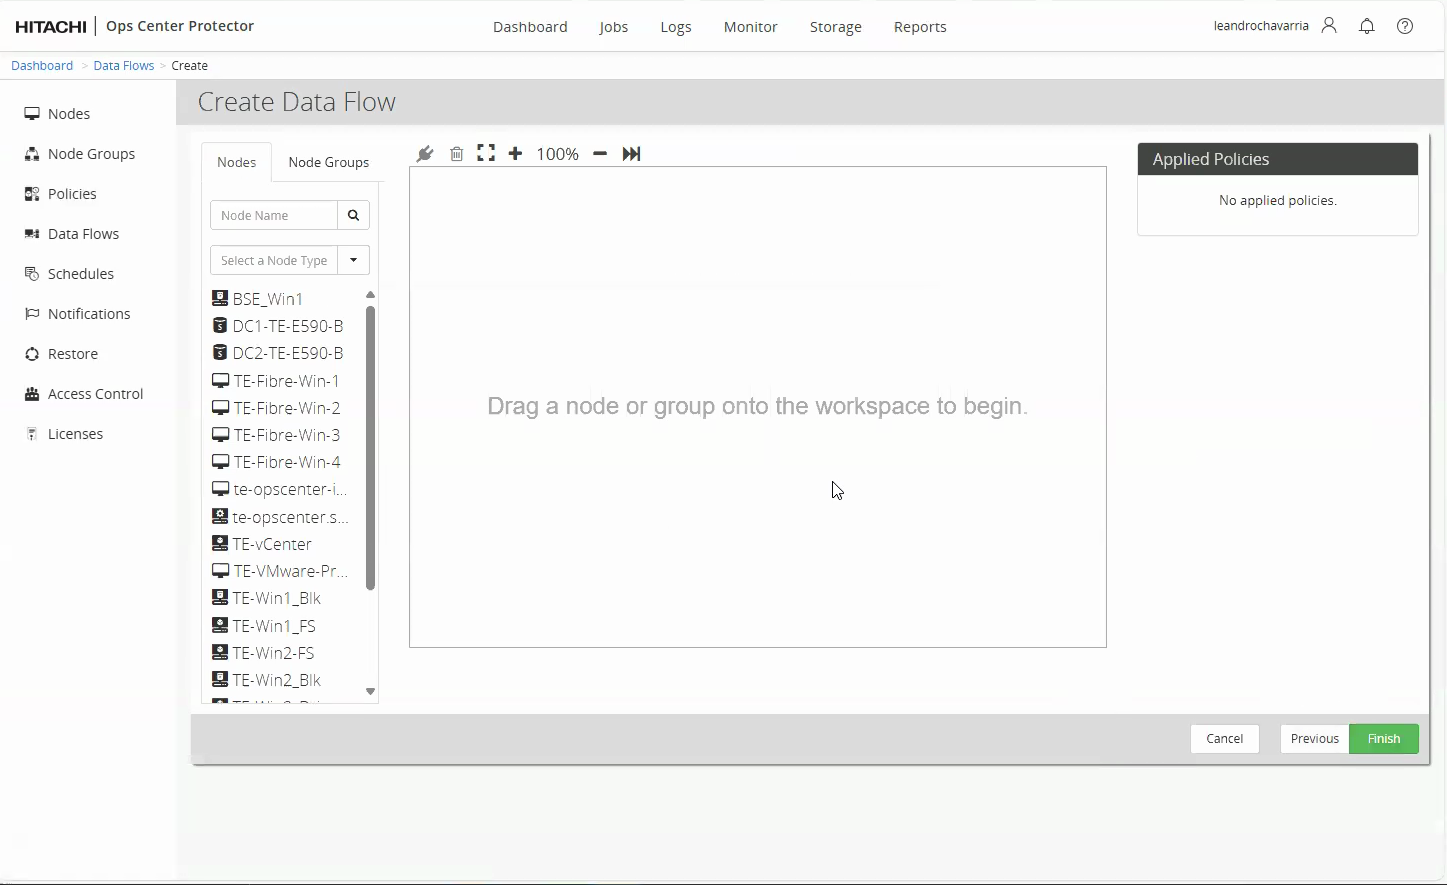 HITACHI | Ops Center Protector
Dashboard Jobs Logs Monitor Storage Reports
leandrochavarria
Dashboard > Data Flows > Create
Nodes
Node Groups
Policies
Data Flows
Schedules
Notifications
Restore
Access Control
Licenses
Create Data Flow
Nodes Node Groups
Node Name
Select a Node Type
BSE_Win1
DC1-TE-E590-B
DC2-TE-E590-B
TE-Fibre-Win-1
TE-Fibre-Win-2
TE-Fibre-Win-3
TE-Fibre-Win-4
te-opscenter-i...
te-opscenter.s...
TE-vCenter
TE-VMware-Pr...
TE-Win1_Blk
TE-Win1_FS
TE-Win2-FS
TE-Win2_Blk
100%
Drag a node or group onto the workspace to begin.
Applied Policies
No applied policies.
Cancel Previous Finish